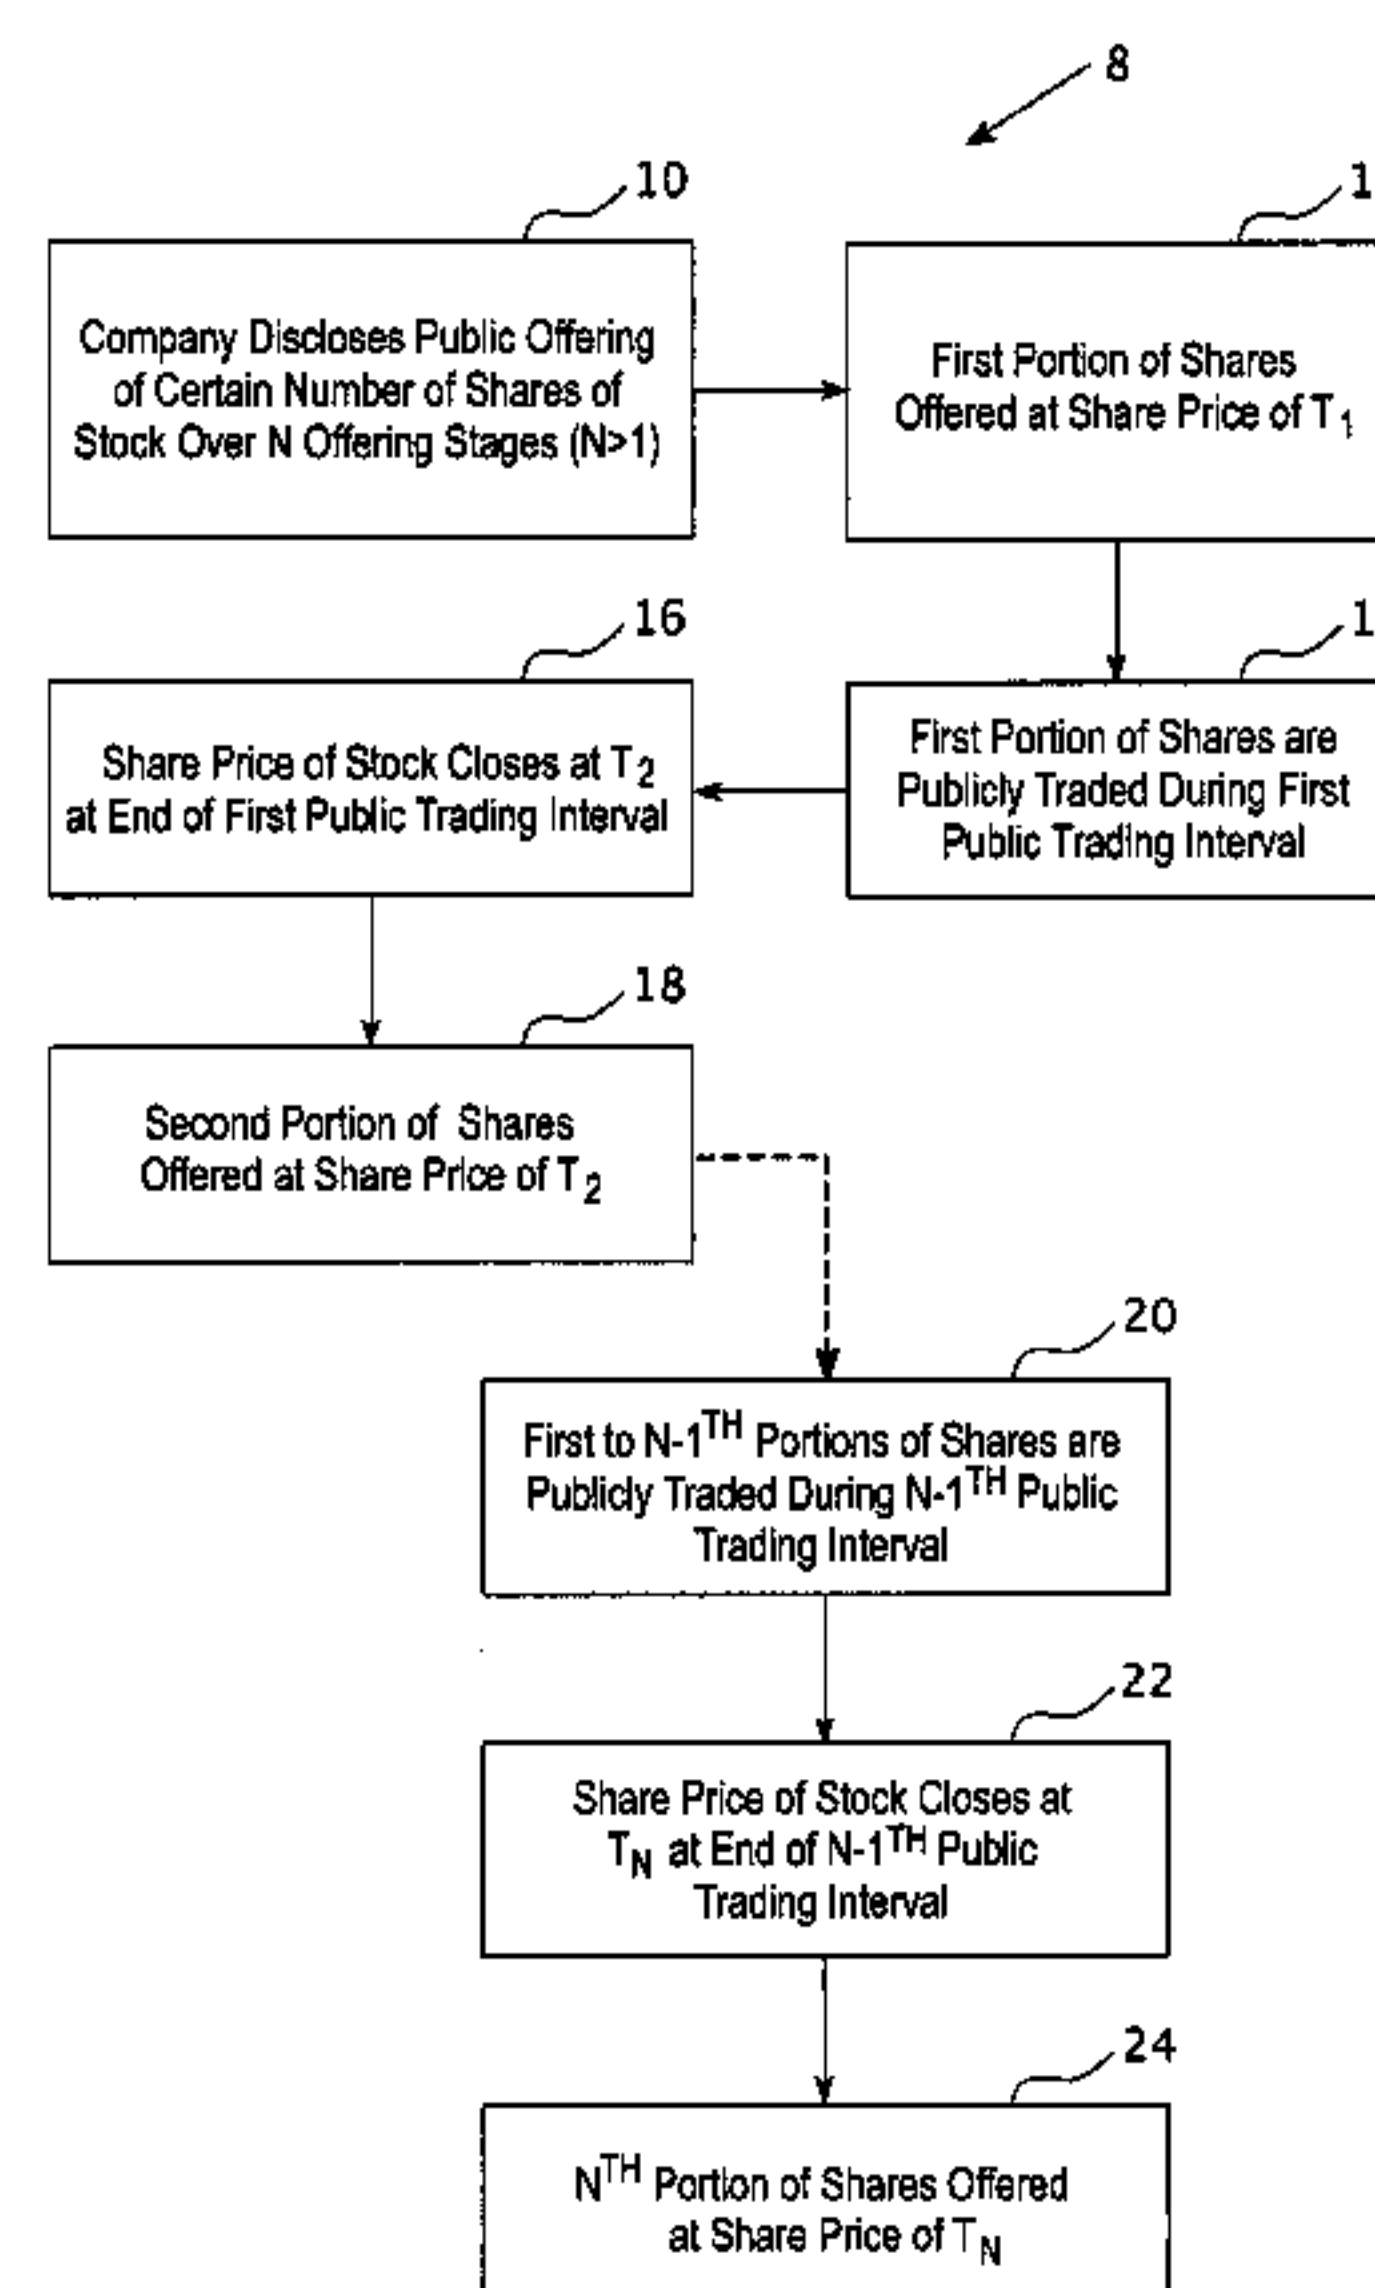 8
10
Company Discloses Public Offering
of Certain Number of Shares of
Stock Over N Offering Stages (N>1)
First Portion of Shares
Offered at Share Price of T1
16
Share Price of Stock Closes at T2
at End of First Public Trading Interval
First Portion of Shares are
Publicly Traded During First
Public Trading Interval
18
Second Portion of Shares
Offered at Share Price of T2
20
First to N-1TH Portions of Shares are
Publicly Traded During N-1TH Public
Trading Interval
22
Share Price of Stock Closes at
TN at End of N-1TH Public
Trading Interval
24
NTH Portion of Shares Offered
at Share Price of TN